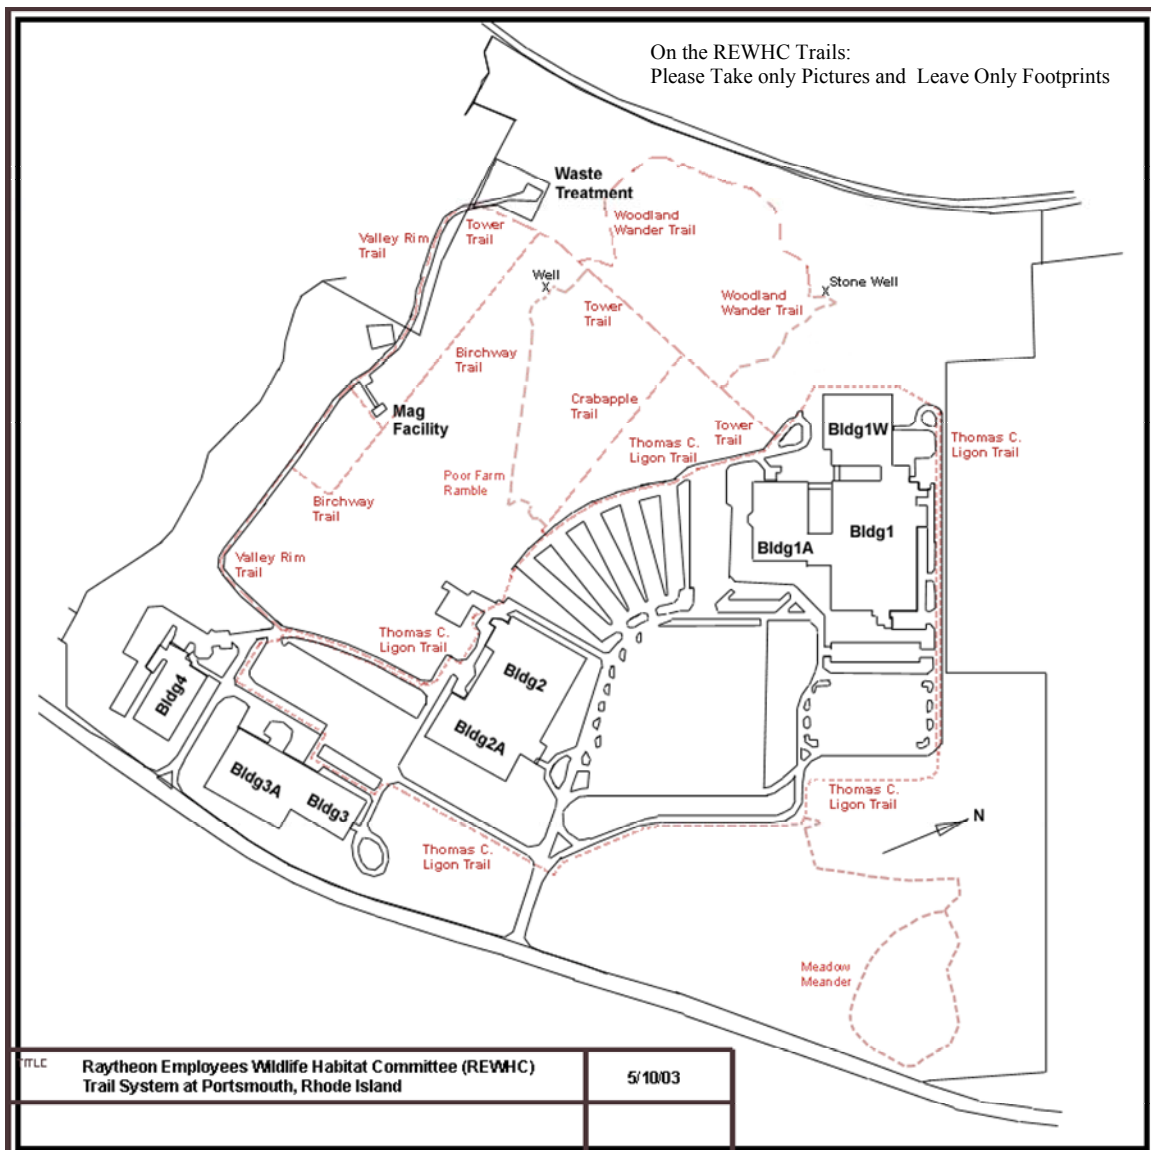 On the REWHC Trails:
Please Take only Pictures and Leave Only Footprints
Waste
Treatment
Woodland
Wander Trail
Tower
Trail
Valley Rim
Trail
Well
Stone Well
Woodland
Wander Trail
Tower
Trail
Birchway
Trail
Crabapple
Trail
Mag
Facility
Tower
Trail
Thomas C.
Ligon Trail
Bldg1W
Thomas C.
Ligon Trail
Poor Farm
Ramble
Birchway
Trail
Bldg1
Bldg1A
Valley Rim
Trail
Thomas C.
Ligon Trail
Bldg2
Bldg4
Bldg2A
Bldg3A
Bldg3
Thomas C.
Ligon Trail
N
Thomas C.
Ligon Trail
Meadow
Meander
TITLE
Raytheon Employees Wildlife Habitat Committee (REWHC)
Trail System at Portsmouth, Rhode Island
5/10/03